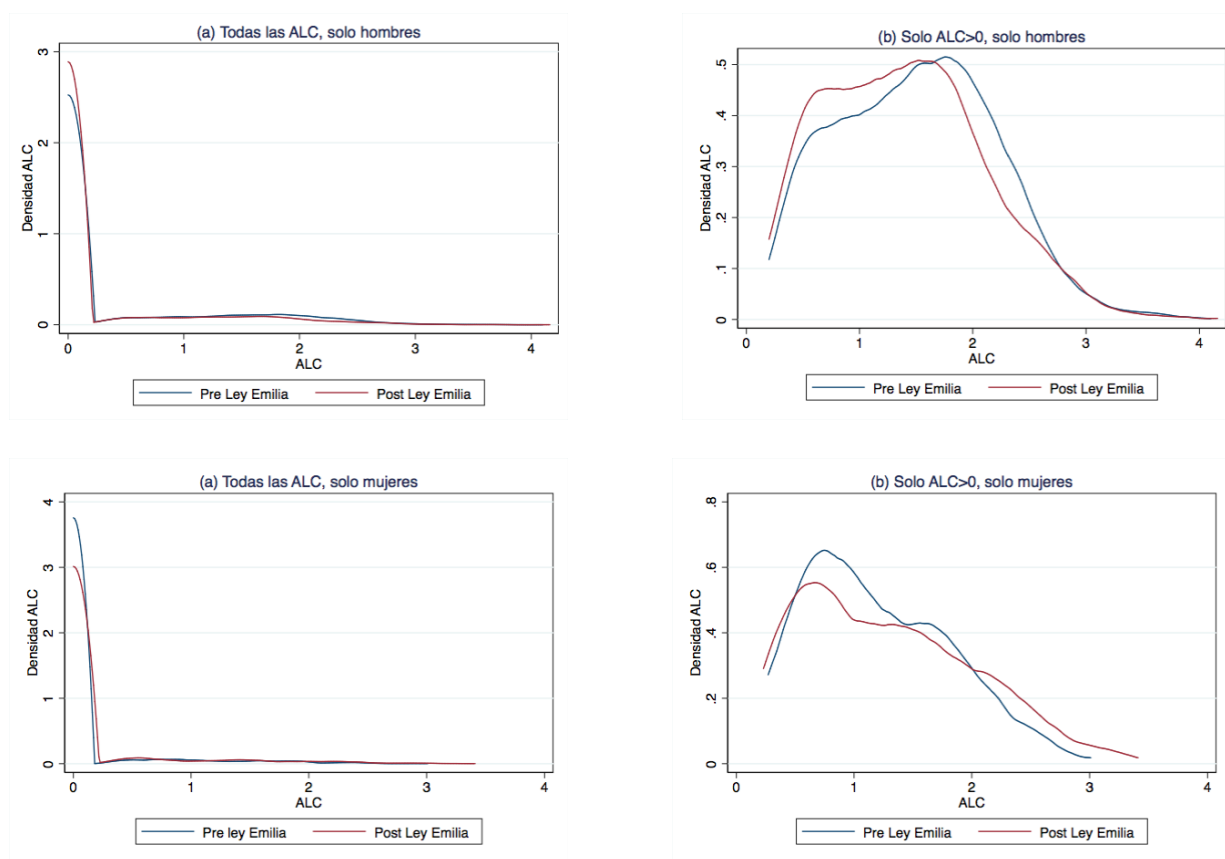 (a) Todas las ALC, solo hombres
Densidad ALC
3
2
1
0
0 1 2 3 4
ALC
Pre Ley Emilia Post Ley Emilia
(b) Solo ALC>0, solo hombres
Densidad ALC
.5
.4
.3
.2
.1
0
0 1 2 3 4
ALC
Pre Ley Emilia Post Ley Emilia
(a) Todas las ALC, solo mujeres
Densidad ALC
4
3
2
1
0
0 1 2 3 4
ALC
Pre ley Emilia Post Ley Emilia
(b) Solo ALC>0, solo mujeres
Densidad ALC
.8
.6
.4
.2
0
0 1 2 3 4
ALC
Pre Ley Emilia Post Ley Emilia